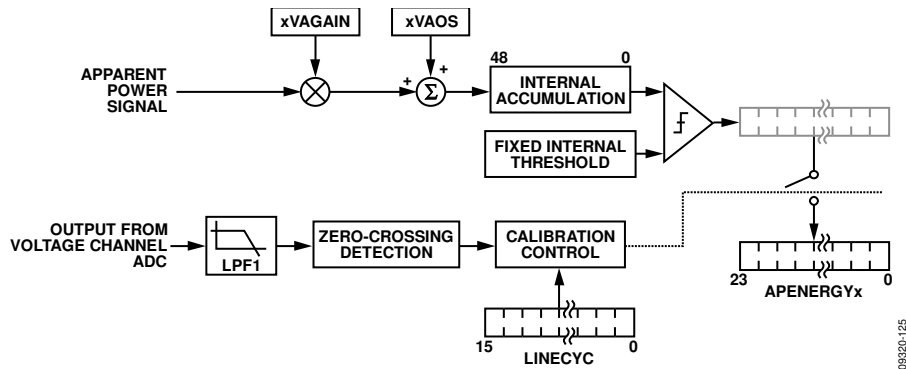 xVAGAIN
xVAOS
APPARENT
POWER
SIGNAL
+
+
Σ
48
0
INTERNAL
ACCUMULATION
FIXED INTERNAL
THRESHOLD
OUTPUT FROM
VOLTAGE CHANNEL
ADC
LPF1
ZERO-CROSSING
DETECTION
CALIBRATION
CONTROL
15
0
LINECYC
23
0
APENERGYx
09320-125